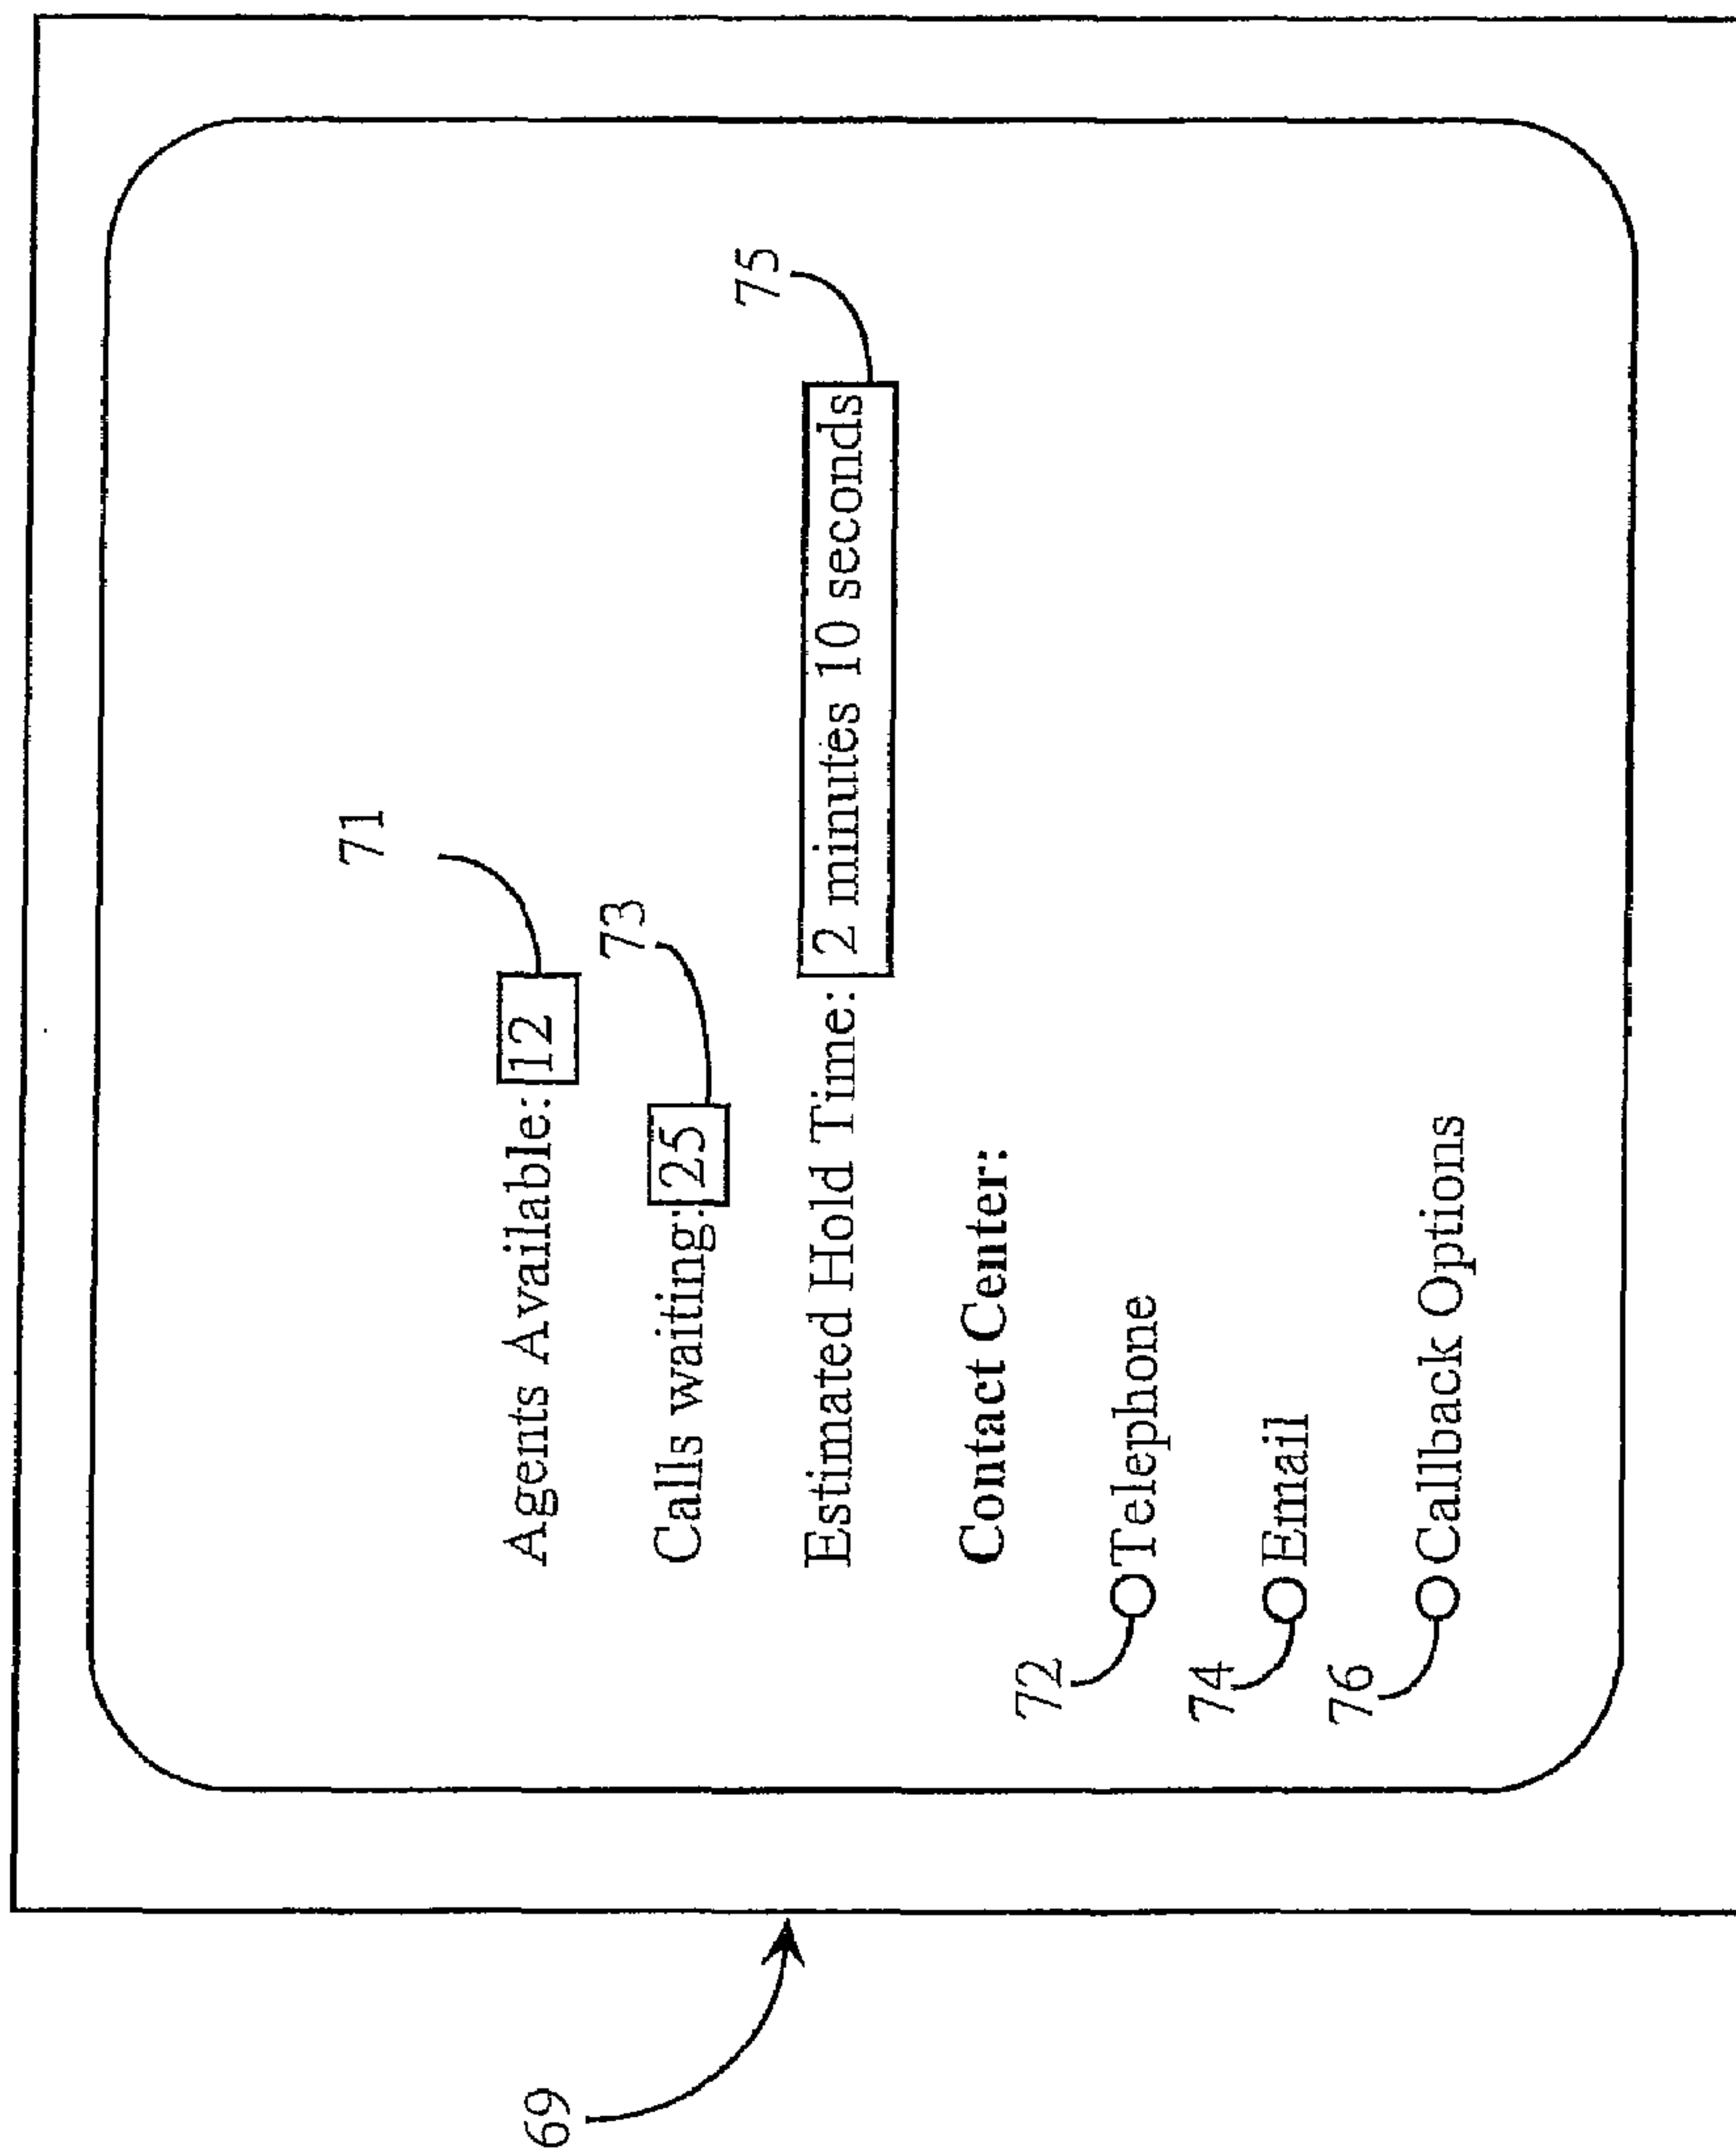 71
Agents Available: 12
73
Calls waiting: 25
75
Estimated Hold Time: 2 minutes 10 seconds
69
Contact Center:
72
Telephone
74
Email
76
Callback Options